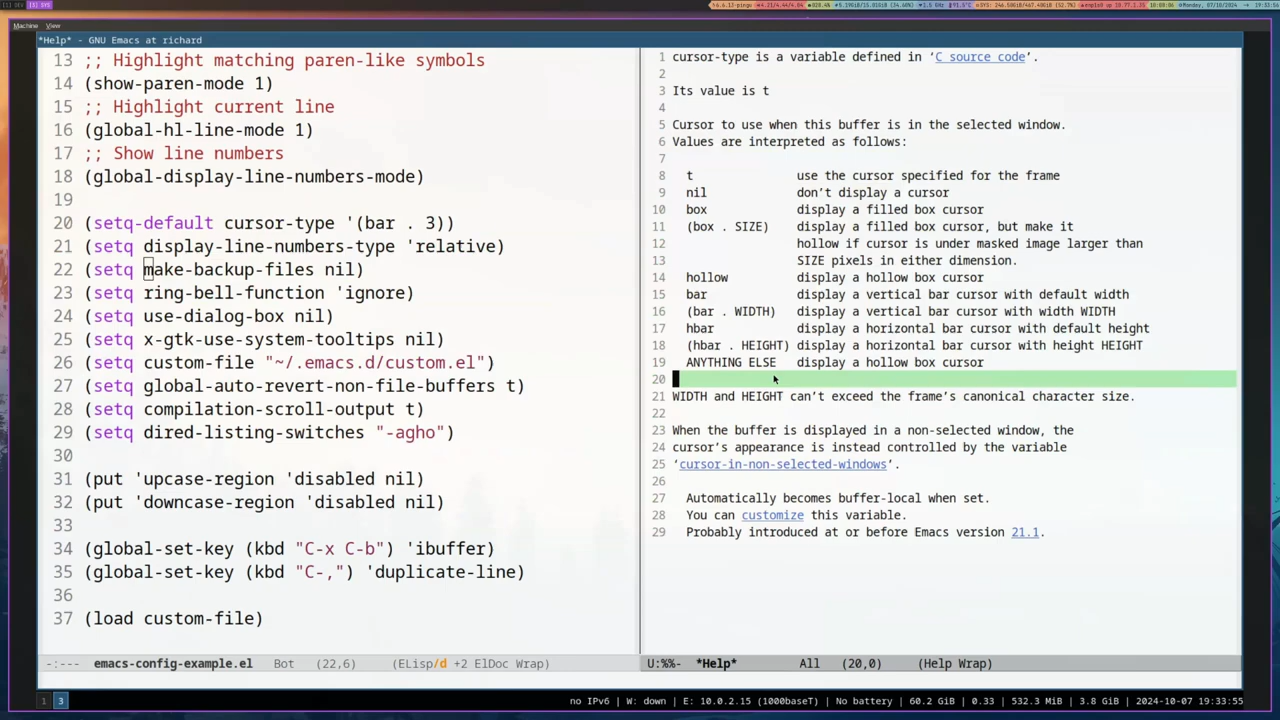 Machine View
Monday, 07/10/2024
19:33:56
*Help* - GNU Emacs at richard
13 ;; Highlight matching paren-like symbols
14 (show-paren-mode 1)
15 ;; Highlight current line
16 (global-hl-line-mode 1)
17 ;; Show line numbers
18 (global-display-line-numbers-mode)
19
20 (setq-default cursor-type '(bar . 3))
21 (setq display-line-numbers-type 'relative)
22 (setq make-backup-files nil)
23 (setq ring-bell-function 'ignore)
24 (setq use-dialog-box nil)
25 (setq x-gtk-use-system-tooltips nil)
26 (setq custom-file "~/.emacs.d/custom.el")
27 (setq global-auto-revert-non-file-buffers t)
28 (setq compilation-scroll-output t)
29 (setq dired-listing-switches "-agho")
30
31 (put 'upcase-region 'disabled nil)
32 (put 'downcase-region 'disabled nil)
33
34 (global-set-key (kbd "C-x C-b") 'ibuffer)
35 (global-set-key (kbd "C-,") 'duplicate-line)
36
37 (load custom-file)
-:--- emacs-config-example.el Bot (22,6) (ELisp/d +2 ElDoc Wrap)
1 cursor-type is a variable defined in ‘C source code’.
2
3 Its value is t
4
5 Cursor to use when this buffer is in the selected window.
6 Values are interpreted as follows:
7
8 t use the cursor specified for the frame
9 nil don’t display a cursor
10 box display a filled box cursor
11 (box . SIZE) display a filled box cursor, but make it
12 hollow if cursor is under masked image larger than
13 SIZE pixels in either dimension.
14 hollow display a hollow box cursor
15 bar display a vertical bar cursor with default width
16 (bar . WIDTH) display a vertical bar cursor with width WIDTH
17 hbar display a horizontal bar cursor with default height
18 (hbar . HEIGHT) display a horizontal bar cursor with height HEIGHT
19 ANYTHING ELSE display a hollow box cursor
20
21 WIDTH and HEIGHT can’t exceed the frame’s canonical character size.
22
23 When the buffer is displayed in a non-selected window, the
24 cursor’s appearance is instead controlled by the variable
25 ‘cursor-in-non-selected-windows’.
26
27 Automatically becomes buffer-local when set.
28 You can customize this variable.
29 Probably introduced at or before Emacs version 21.1.
U:%%- *Help* All (20,0) (Help Wrap)
1 3 no IPv6 | W: down | E: 10.0.2.15 (1000baseT) | No battery | 60.2 GiB | 0.33 | 532.3 MiB | 3.8 GiB | 2024-10-07 19:33:55